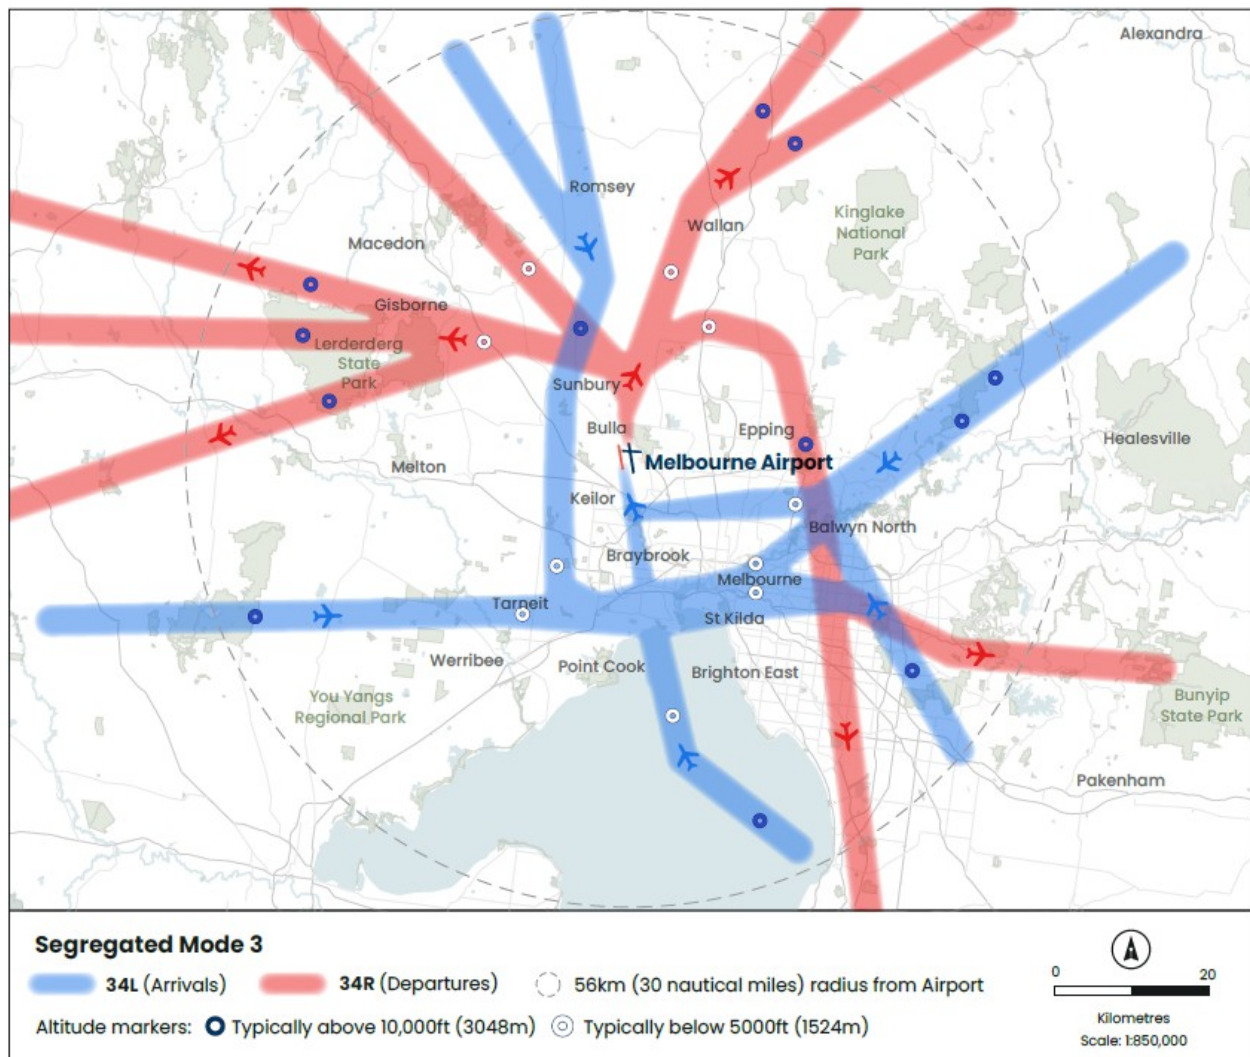 Alexandra
Romsey
Kinglake
National
Park
Wallan
Macedon
Gisborne
Lerderderg
State
Park
Sunbury
Bulla
Epping
Healesville
Melbourne Airport
Melton
Keilor
Balwyn North
Braybrook
Melbourne
Tarneit
St Kilda
Werribee
Point Cook
Brighton East
You Yangs
Regional Park
Bunyip
State Park
Pakenham
Segregated Mode 3
34L (Arrivals)
34R (Departures)
56km (30 nautical miles) radius from Airport
0 20
Kilometres
Scale: 1:850,000
Altitude markers:
Typically above 10,000ft (3048m)
Typically below 5000ft (1524m)